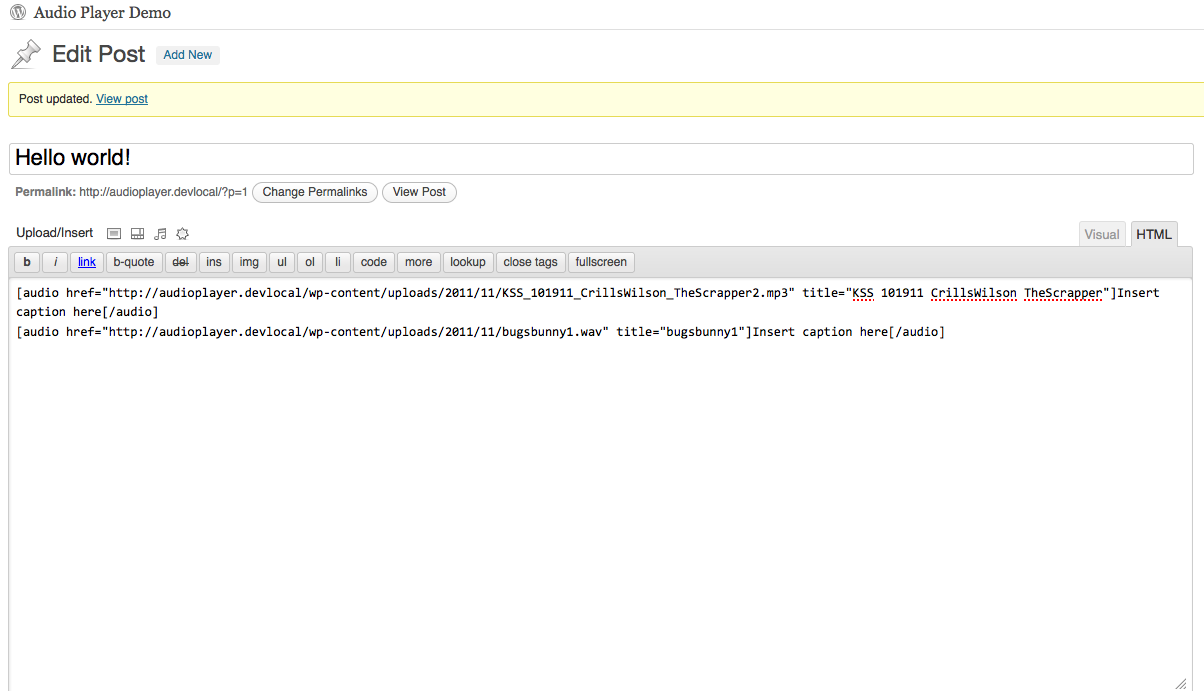 Audio Player Demo
Edit Post Add New
Post updated. View post
Hello world!
Permalink: http://audioplayer.devlocal/?p=1 Change Permalinks View Post
Upload/Insert Visual HTML
b i link b-quote del ins img ul ol li code more lookup close tags fullscreen
[audio href="http://audioplayer.devlocal/wp-content/uploads/2011/11/KSS_101911_CrillsWilson_TheScrapper2.mp3" title="KSS 101911 CrillsWilson TheScrapper"]Insert
caption here[/audio]
[audio href="http://audioplayer.devlocal/wp-content/uploads/2011/11/bugsbunny1.wav" title="bugsbunny1"]Insert caption here[/audio]